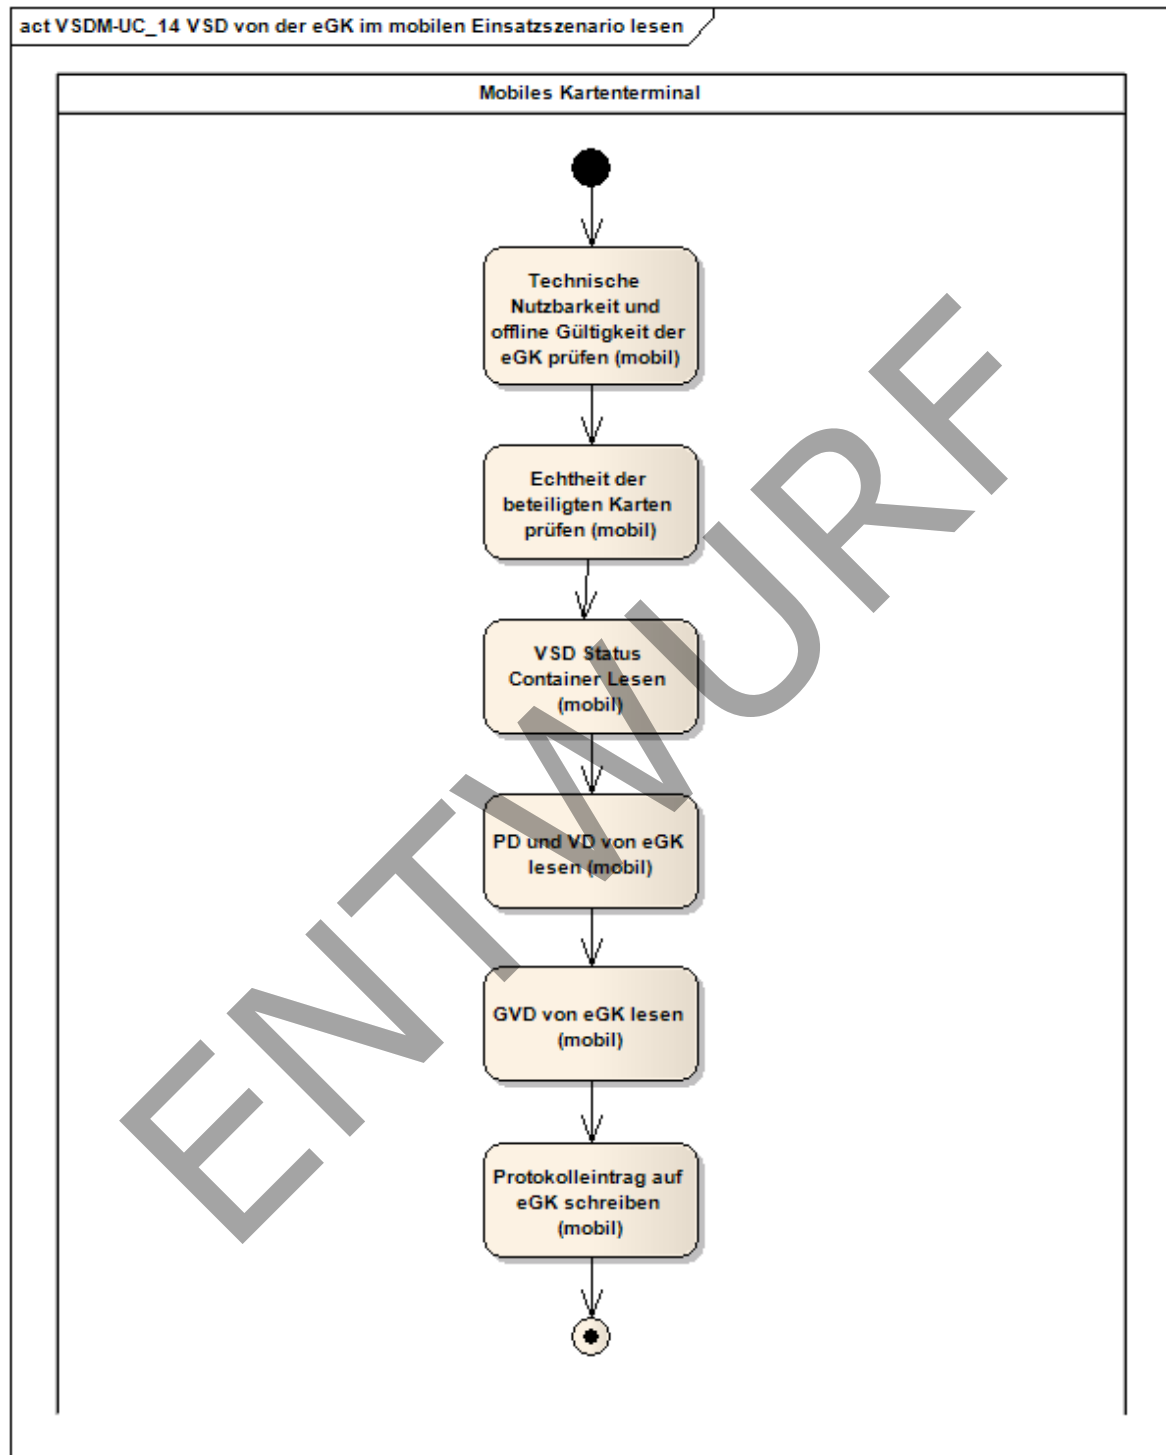 act VSDM-UC_14 VSD von der eGK im mobilen Einsatzszenario lesen
Mobiles Kartenterminal
Technische
Nutzbarkeit und
offline Gültigkeit der
eGK prüfen (mobil)
Echtheit der
beteiligten Karten
prüfen (mobil)
VSD Status
Container Lesen
(mobil)
PD und VD von eGK
lesen (mobil)
GVD von eGK lesen
(mobil)
Protokolleintrag auf
eGK schreiben
(mobil)
ENTWURF